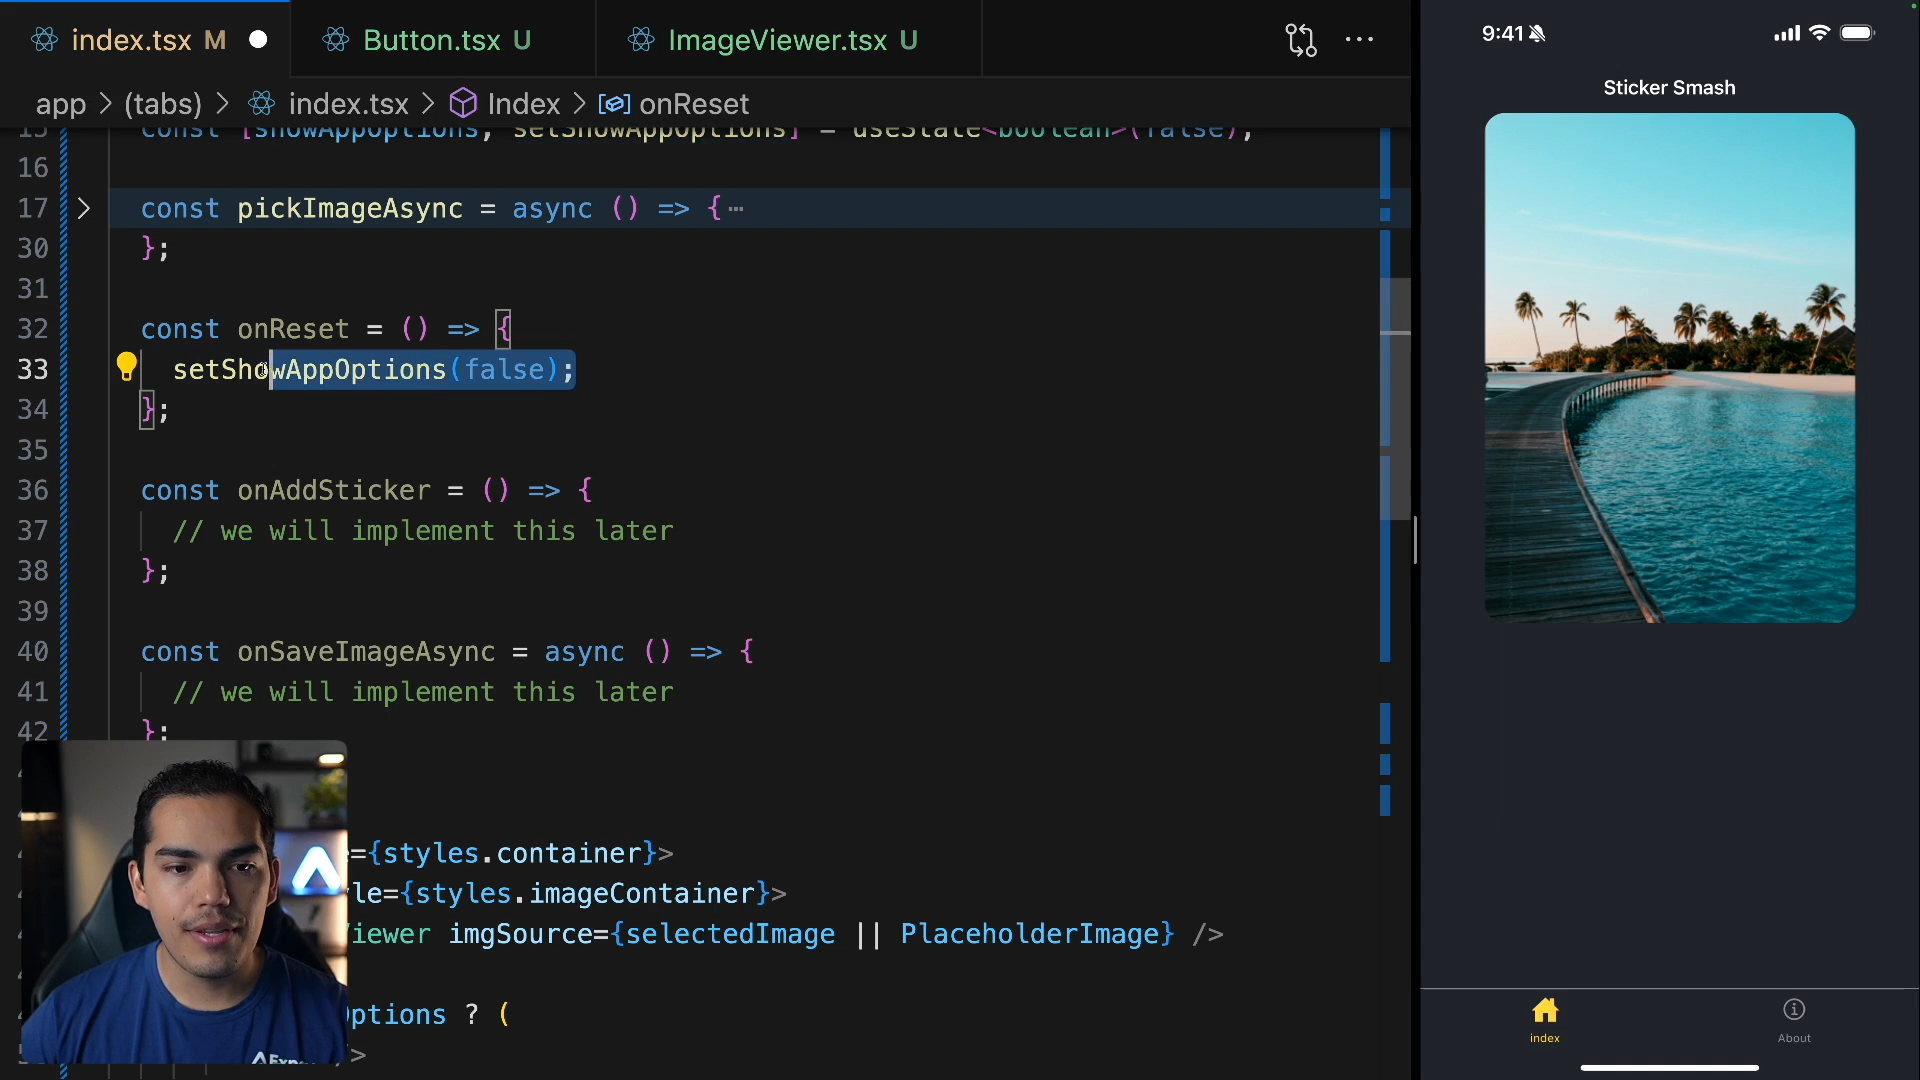 index.tsx M
Button.tsx U
ImageViewer.tsx U
app > (tabs) > index.tsx > Index > onReset
15 const [showAppOptions, setShowAppOptions] = useState<boolean>(false);
16
17 const pickImageAsync = async () => { ⋯
30 };
31
32 const onReset = () => {
33 setShowAppOptions(false);
34 };
35
36 const onAddSticker = () => {
37 // we will implement this later
38 };
39
40 const onSaveImageAsync = async () => {
41 // we will implement this later
42 };
={styles.container}>
le={styles.imageContainer}>
iewer imgSource={selectedImage || PlaceholderImage} />
ptions ? (
/>
9:41
Sticker Smash
index
About